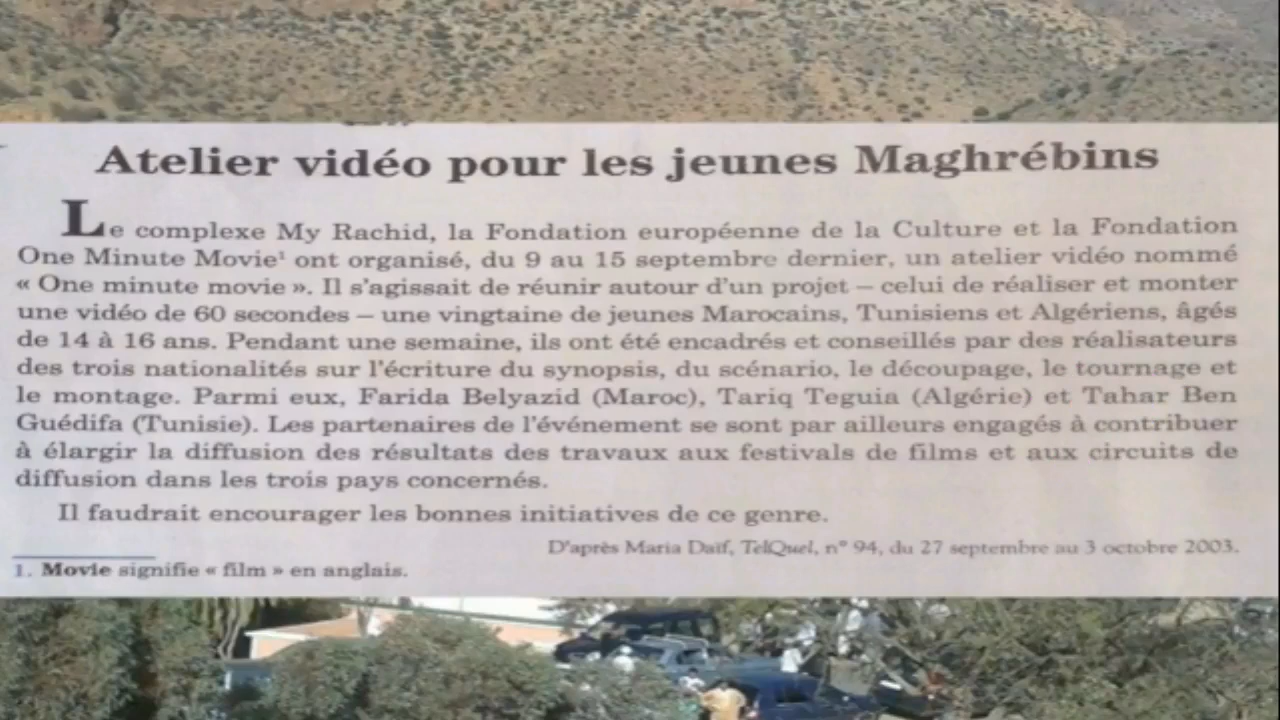 Atelier vidéo pour les jeunes Maghrébins
Le complexe My Rachid, la Fondation européenne de la Culture et la Fondation
One Minute Movie¹ ont organisé, du 9 au 15 septembre dernier, un atelier vidéo nommé
« One minute movie ». Il s'agissait de réunir autour d'un projet – celui de réaliser et monter
une vidéo de 60 secondes – une vingtaine de jeunes Marocains, Tunisiens et Algériens, âgés
de 14 à 16 ans. Pendant une semaine, ils ont été encadrés et conseillés par des réalisateurs
des trois nationalités sur l'écriture du synopsis, du scénario, le découpage, le tournage et
le montage. Parmi eux, Farida Belyazid (Maroc), Tariq Teguia (Algérie) et Tahar Ben
Guédifa (Tunisie). Les partenaires de l'événement se sont par ailleurs engagés à contribuer
à élargir la diffusion des résultats des travaux aux festivals de films et aux circuits de
diffusion dans les trois pays concernés.
Il faudrait encourager les bonnes initiatives de ce genre.
D'après Maria Daïf, TelQuel, n° 94, du 27 septembre au 3 octobre 2003.
1. Movie signifie « film » en anglais.